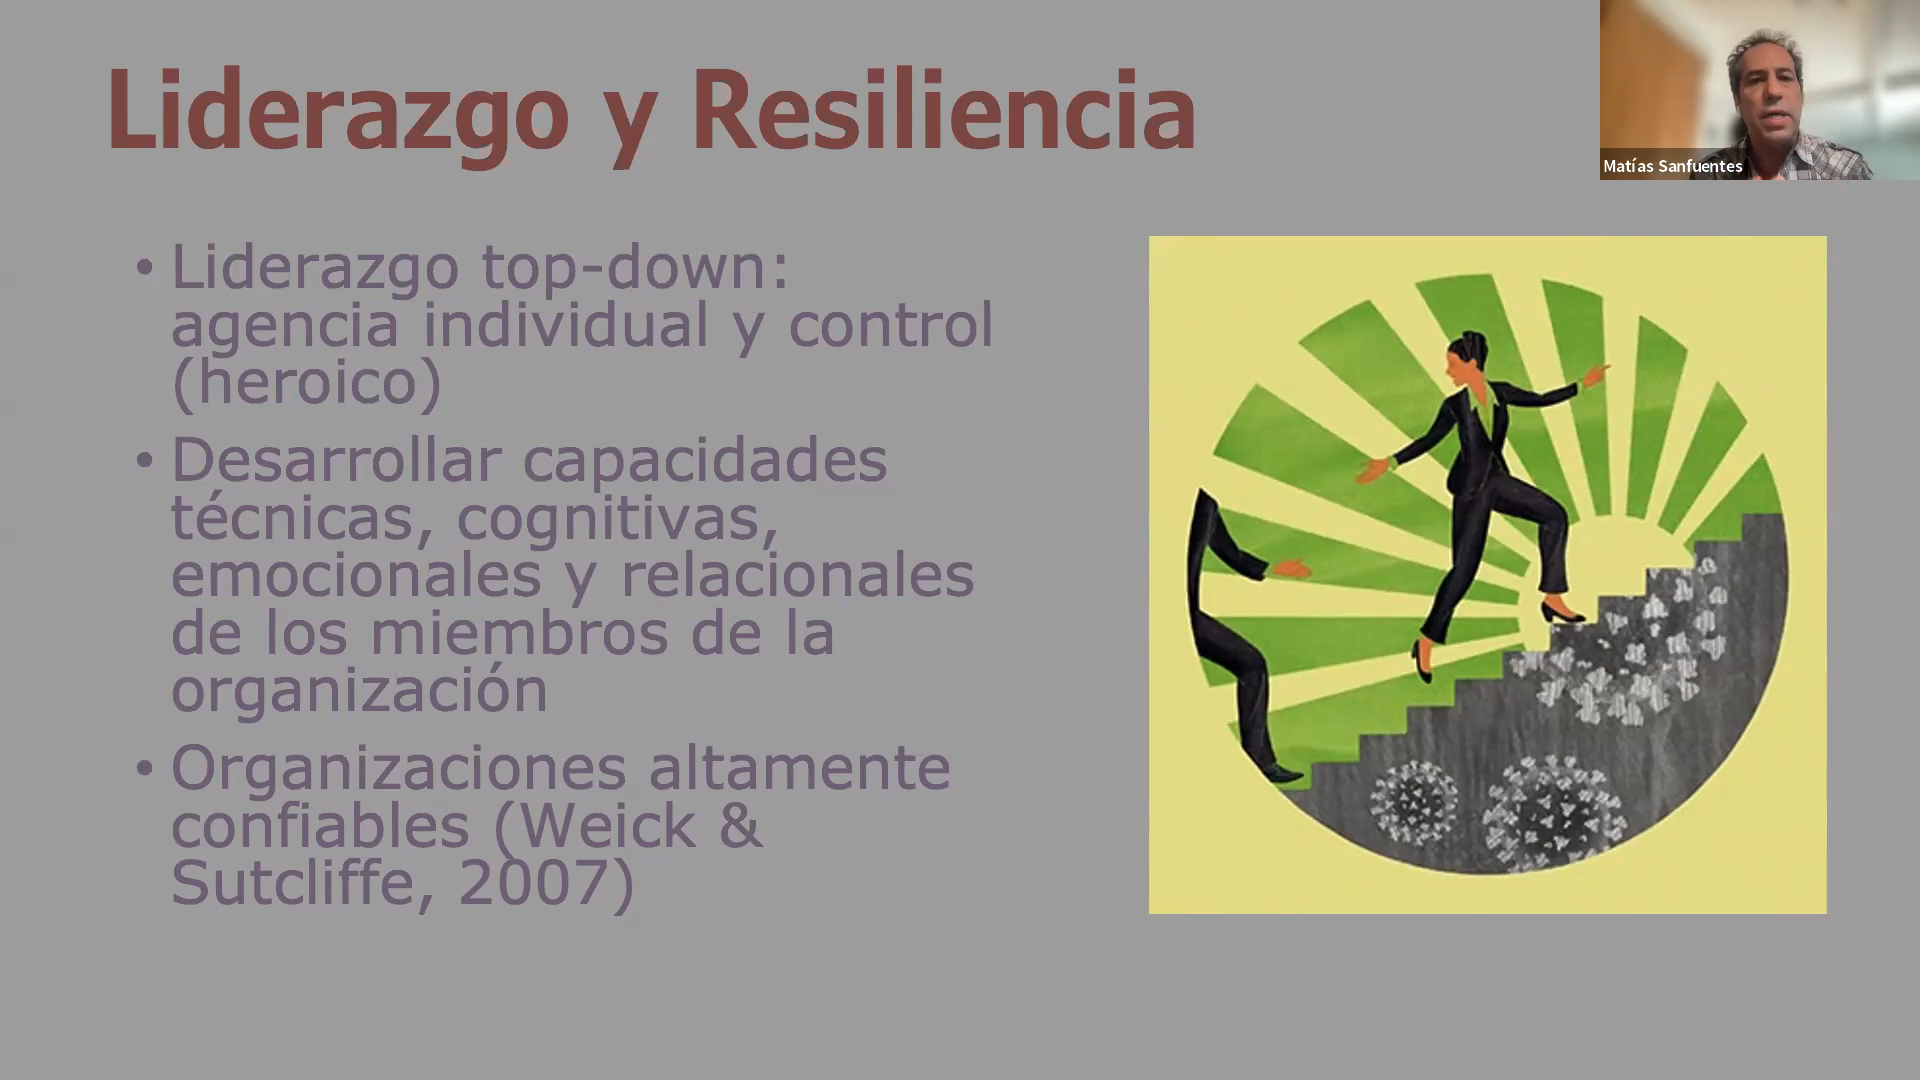 Liderazgo y Resiliencia
Matías Sanfuentes
• Liderazgo top-down:
agencia individual y control
(heroico)
• Desarrollar capacidades
técnicas, cognitivas,
emocionales y relacionales
de los miembros de la
organización
• Organizaciones altamente
confiables (Weick &
Sutcliffe, 2007)